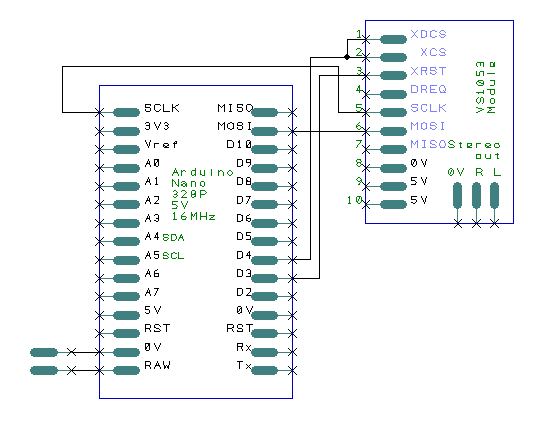 1 XDCS
2 XCS
3 XRST
4 DREQ
5 SCLK
6 MOSI
7 MISO
8 0V
9 5V
10 5V
VS1053
Module
Stereo
out
0V R L
SCLK MISO
3V3 MOSI
Vref D10
A0 D9
A1 D8
A2 D7
A3 D6
A4 SDA D5
A5 SCL D4
A6 D3
A7 D2
5V 0V
RST RST
0V Rx
RAW Tx
Arduino
Nano
328P
5V
16MHz